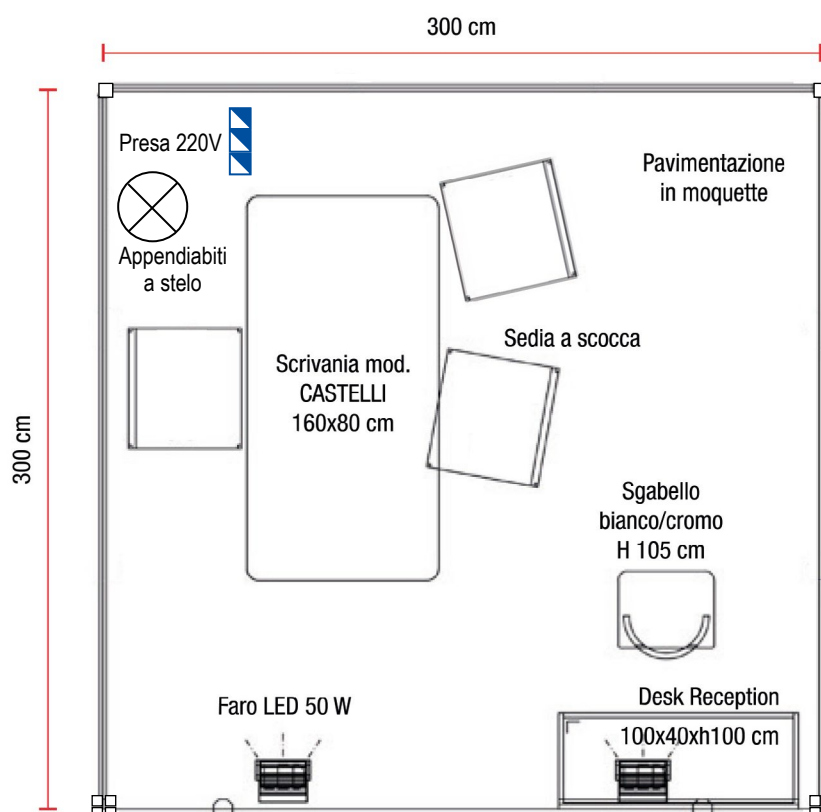 300 cm
Presa 220V
Pavimentazione
in moquette
Appendiabiti
a stelo
Sedia a scocca
Scrivania mod.
CASTELLI
160x80 cm
300 cm
Sgabello
bianco/cromo
H 105 cm
Faro LED 50 W
Desk Reception
100x40xh100 cm